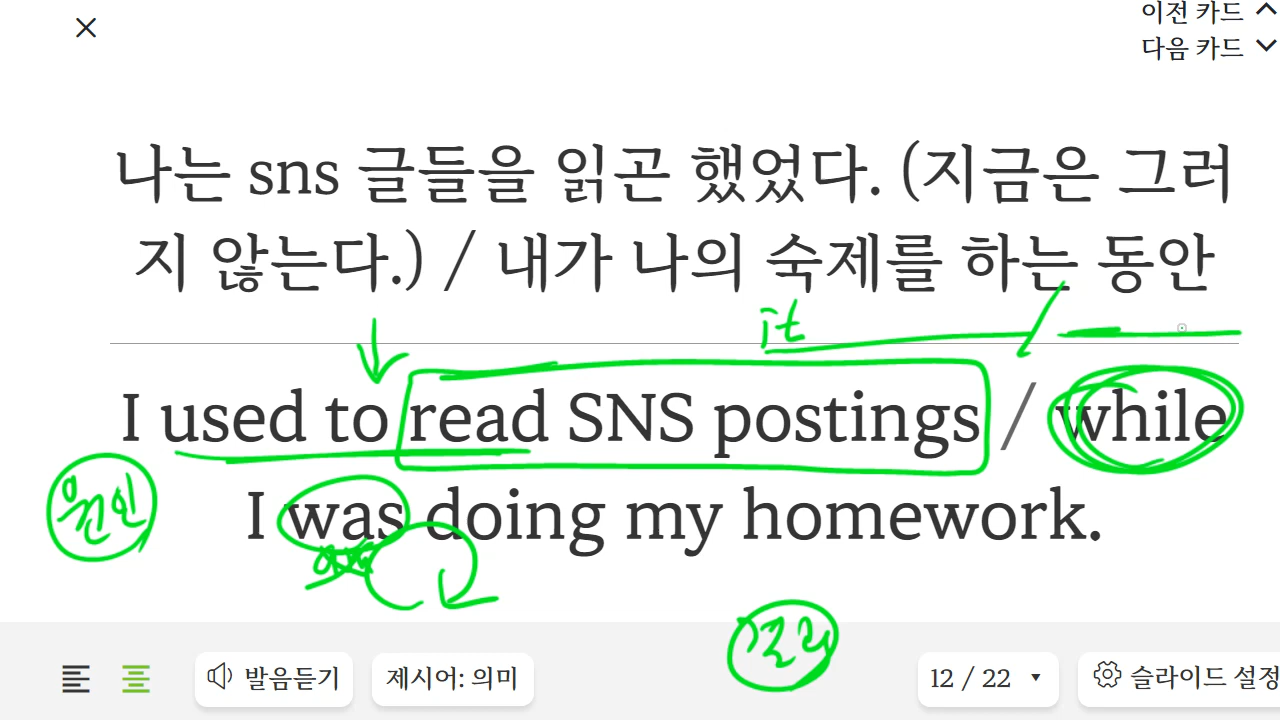 이전 카드
다음 카드
나는 sns 글들을 읽곤 했었다. (지금은 그러
지 않는다.) / 내가 나의 숙제를 하는 동안
it
I used to read SNS postings / while
원인
I was doing my homework.
결과
발음듣기
제시어: 의미
12 / 22
슬라이드 설정